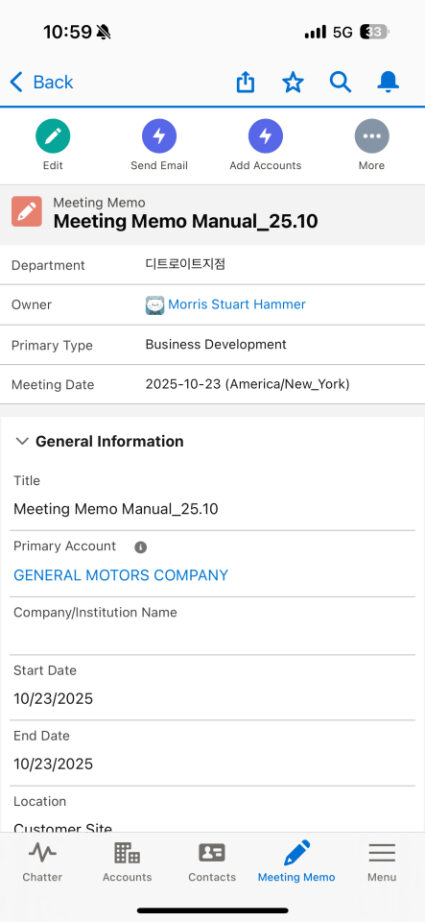 10:59
5G 33
Back
Edit
Send Email
Add Accounts
More
Meeting Memo
Meeting Memo Manual_25.10
Department 디트로이트지점
Owner Morris Stuart Hammer
Primary Type Business Development
Meeting Date 2025-10-23 (America/New_York)
General Information
Title
Meeting Memo Manual_25.10
Primary Account
GENERAL MOTORS COMPANY
Company/Institution Name
Start Date
10/23/2025
End Date
10/23/2025
Location
Customer Site
Chatter
Accounts
Contacts
Meeting Memo
Menu